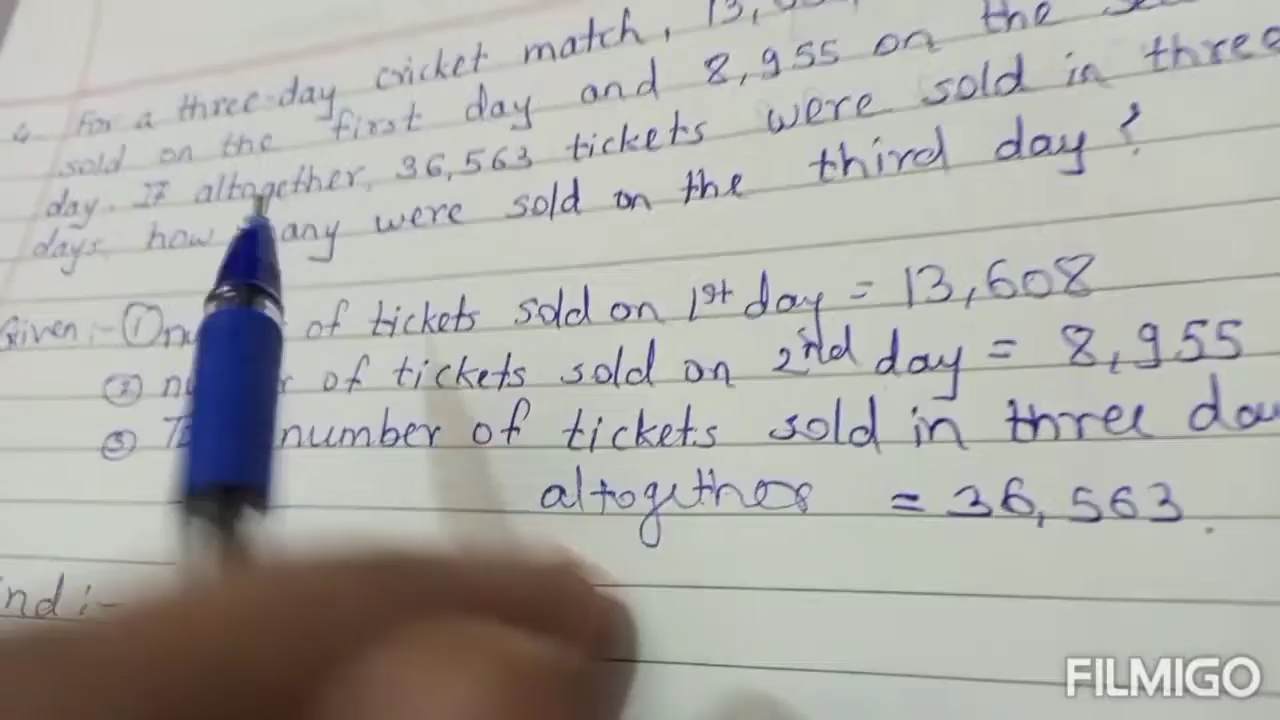 4 For a three-day cricket match, 13,
sold on the first day and 8,955 on the
day. If altogether, 36,563 tickets were sold in three
days, how any were sold on the third day?
Given :- ① of tickets sold on 1st day = 13,608
② of tickets sold on 2nd day = 8,955
③ number of tickets sold in three da
altogether = 36,563.
ind :-
FILMIGO